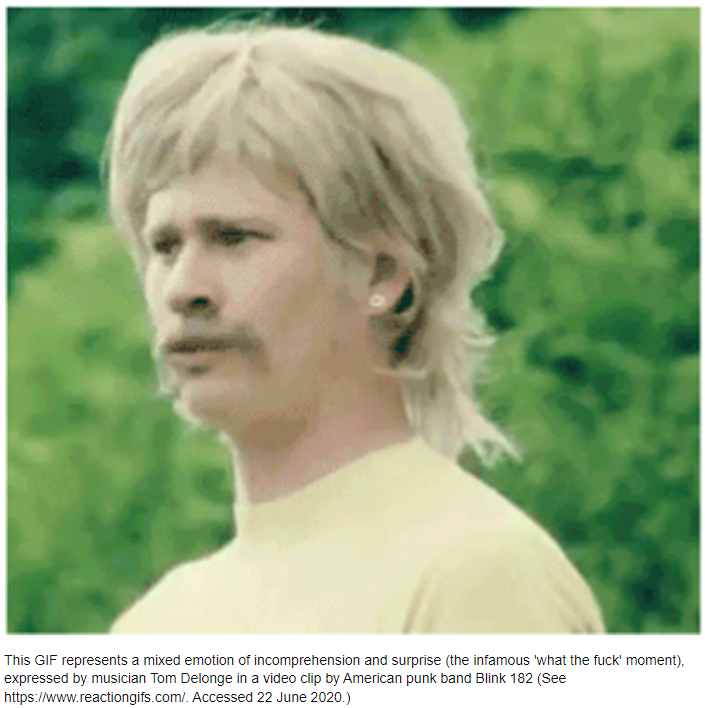 This GIF represents a mixed emotion of incomprehension and surprise (the infamous 'what the fuck' moment),
expressed by musician Tom Delonge in a video clip by American punk band Blink 182 (See
https://www.reactiongifs.com/. Accessed 22 June 2020.)